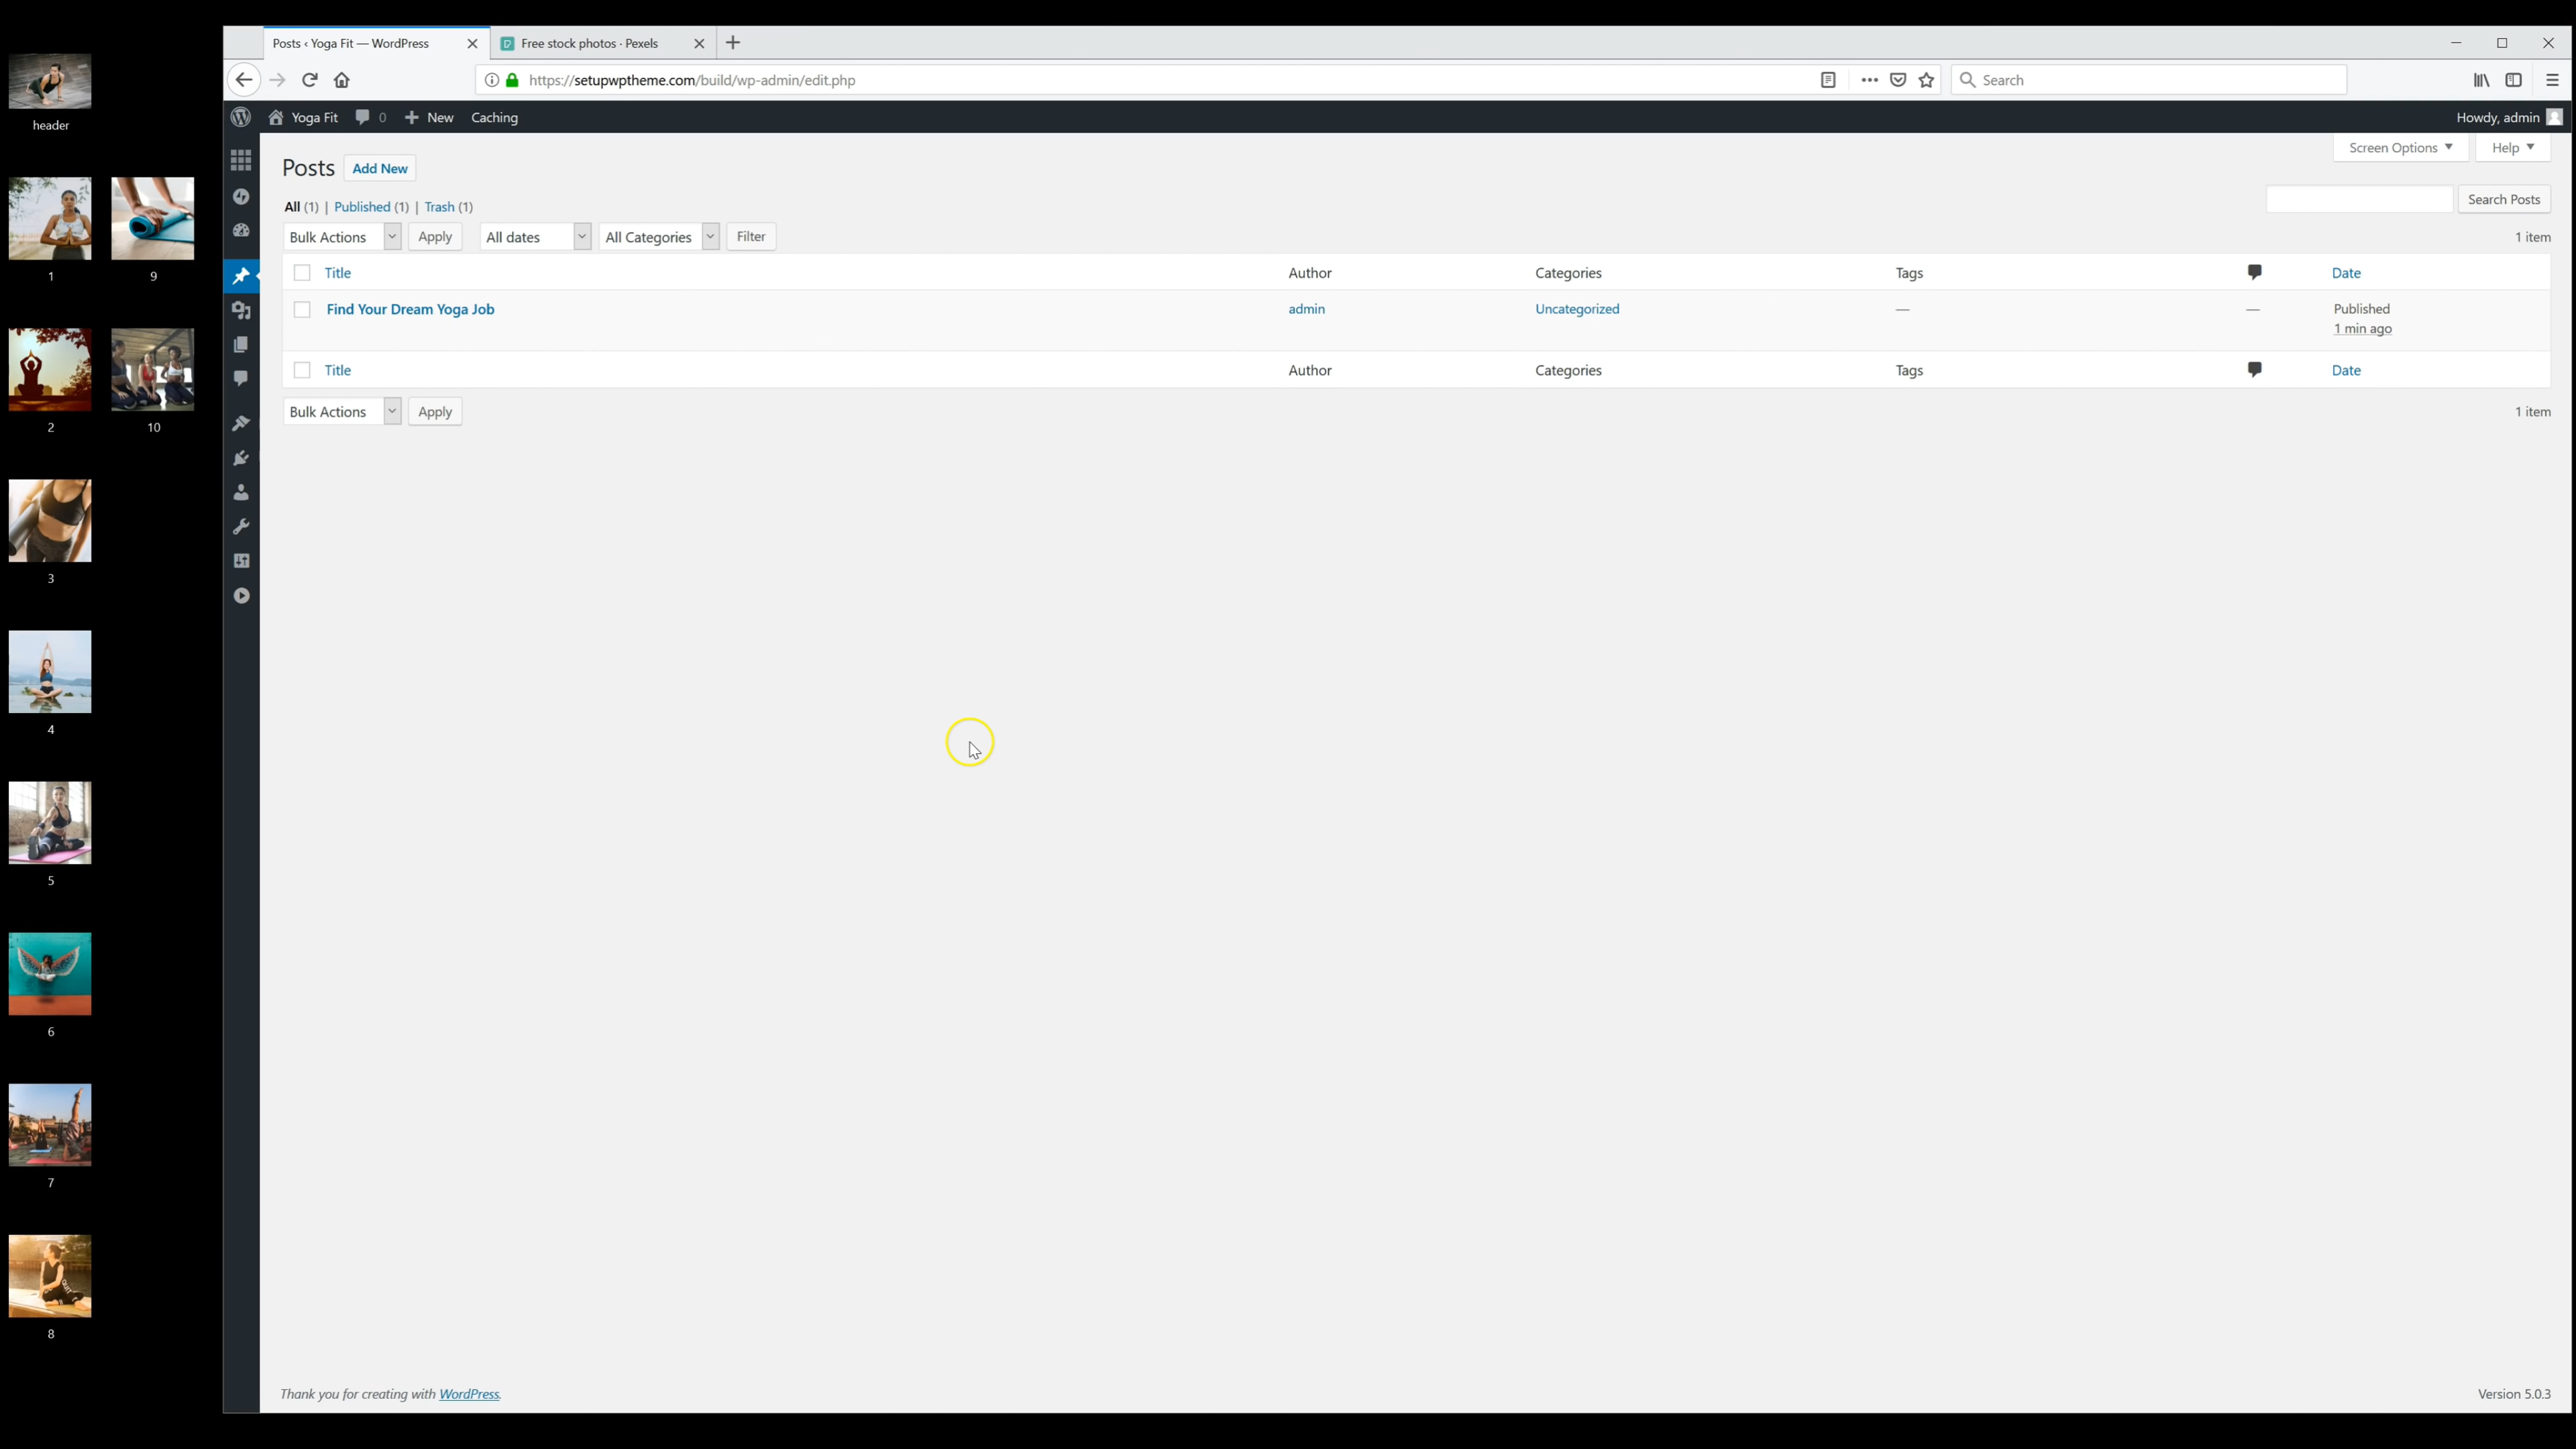 header
1
9
2
10
3
4
5
6
7
8
Posts ‹ Yoga Fit — WordPress
Free stock photos · Pexels
https://setupwptheme.com/build/wp-admin/edit.php
Search
Yoga Fit 0 New Caching
Howdy, admin
Screen Options Help
Posts Add New
All (1) | Published (1) | Trash (1)
Search Posts
Bulk Actions Apply All dates All Categories Filter
1 item
Title Author Categories Tags Date
Find Your Dream Yoga Job admin Uncategorized — — Published
1 min ago
Title Author Categories Tags Date
Bulk Actions Apply
1 item
Thank you for creating with WordPress.
Version 5.0.3